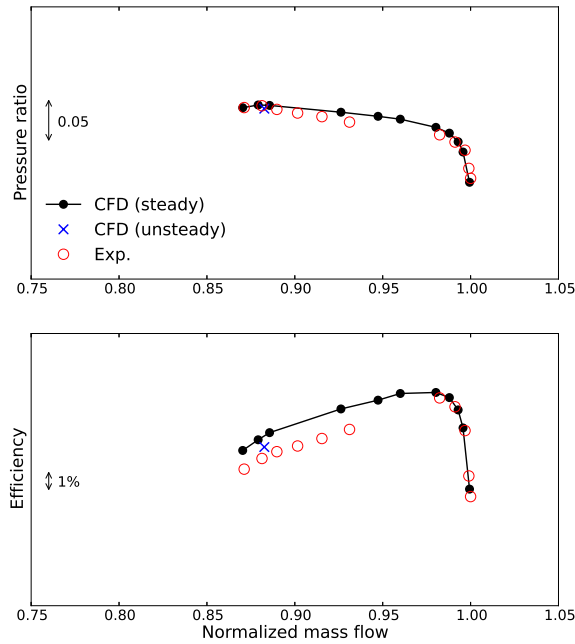 Pressure ratio
0.05
CFD (steady)
CFD (unsteady)
Exp.
0.75 0.80 0.85 0.90 0.95 1.00 1.05
Efficiency
1%
0.75 0.80 0.85 0.90 0.95 1.00 1.05
Normalized mass flow